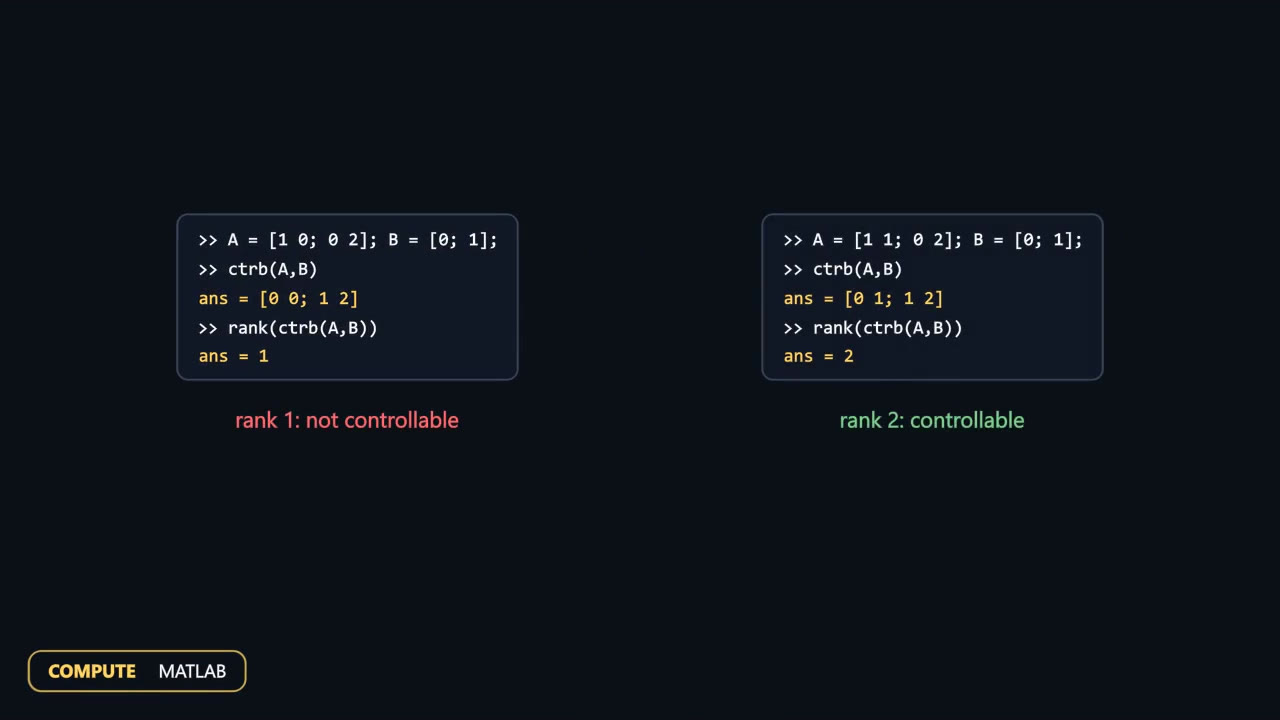 >> A = [1 0; 0 2]; B = [0; 1];
>> ctrb(A,B)
ans = [0 0; 1 2]
>> rank(ctrb(A,B))
ans = 1
rank 1: not controllable
>> A = [1 1; 0 2]; B = [0; 1];
>> ctrb(A,B)
ans = [0 1; 1 2]
>> rank(ctrb(A,B))
ans = 2
rank 2: controllable
COMPUTE MATLAB